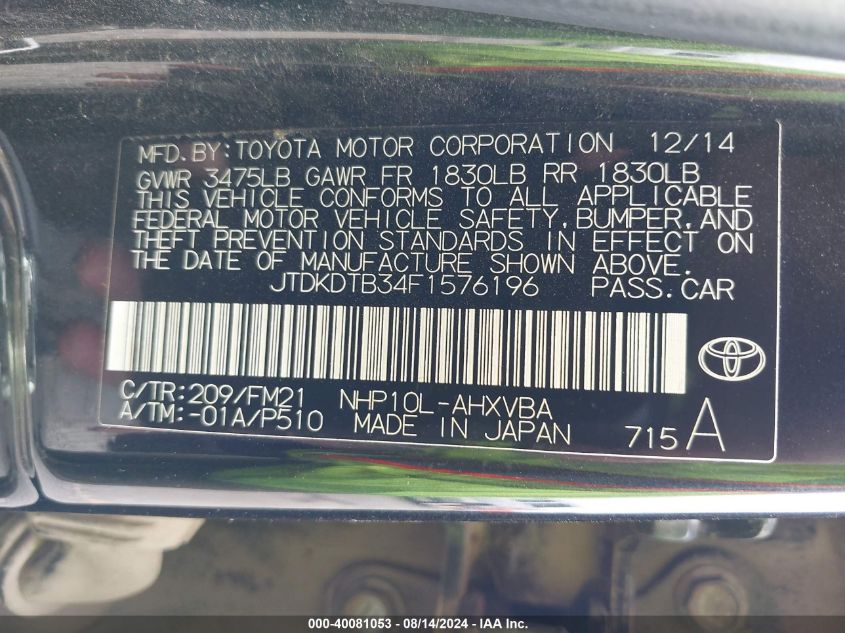 MFD. BY: TOYOTA MOTOR CORPORATION 12/14
GVWR 3475LB GAWR FR 1830LB RR 1830LB
THIS VEHICLE CONFORMS TO ALL APPLICABLE
FEDERAL MOTOR VEHICLE SAFETY, BUMPER, AND
THEFT PREVENTION STANDARDS IN EFFECT ON
THE DATE OF MANUFACTURE SHOWN ABOVE.
JTDKDTB34F1576196 PASS. CAR
C/TR: 209/FM21 NHP10L-AHXVBA
A/TM: -01A/P510 MADE IN JAPAN 715 A
000-40081053 - 08/14/2024 - IAA Inc.